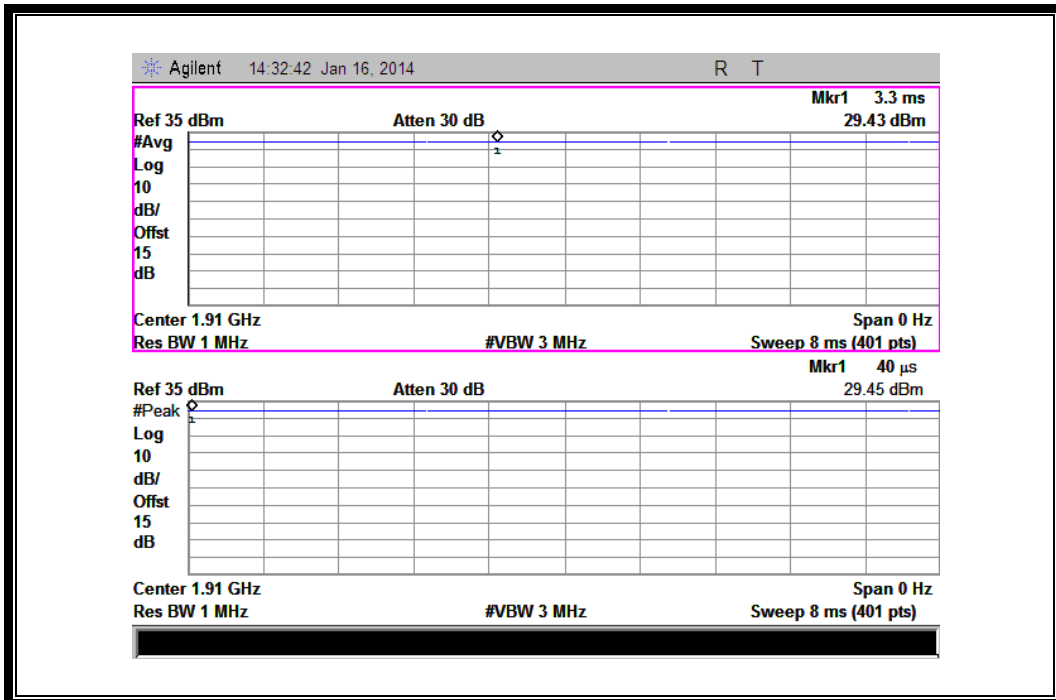 Agilent 14:32:42 Jan 16, 2014 R T
Mkr1 3.3 ms
Ref 35 dBm Atten 30 dB 29.43 dBm
#Avg
1
Log
10
dB/
Offst
15
dB
Center 1.91 GHz Span 0 Hz
Res BW 1 MHz #VBW 3 MHz Sweep 8 ms (401 pts)
Mkr1 40 µs
Ref 35 dBm Atten 30 dB 29.45 dBm
#Peak
1
Log
10
dB/
Offst
15
dB
Center 1.91 GHz Span 0 Hz
Res BW 1 MHz #VBW 3 MHz Sweep 8 ms (401 pts)